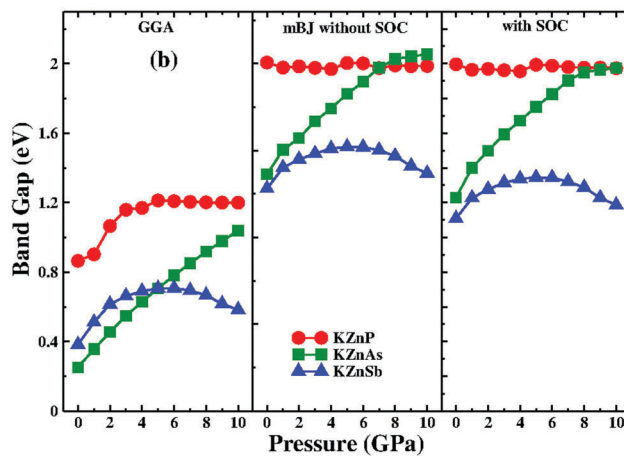 GGA mBJ without SOC with SOC
(b)
2
1.6
1.2
0.8
0.4
0
Band Gap (eV)
KZnP
KZnAs
KZnSb
0 2 4 6 8 10 0 2 4 6 8 10 0 2 4 6 8 10
Pressure (GPa)